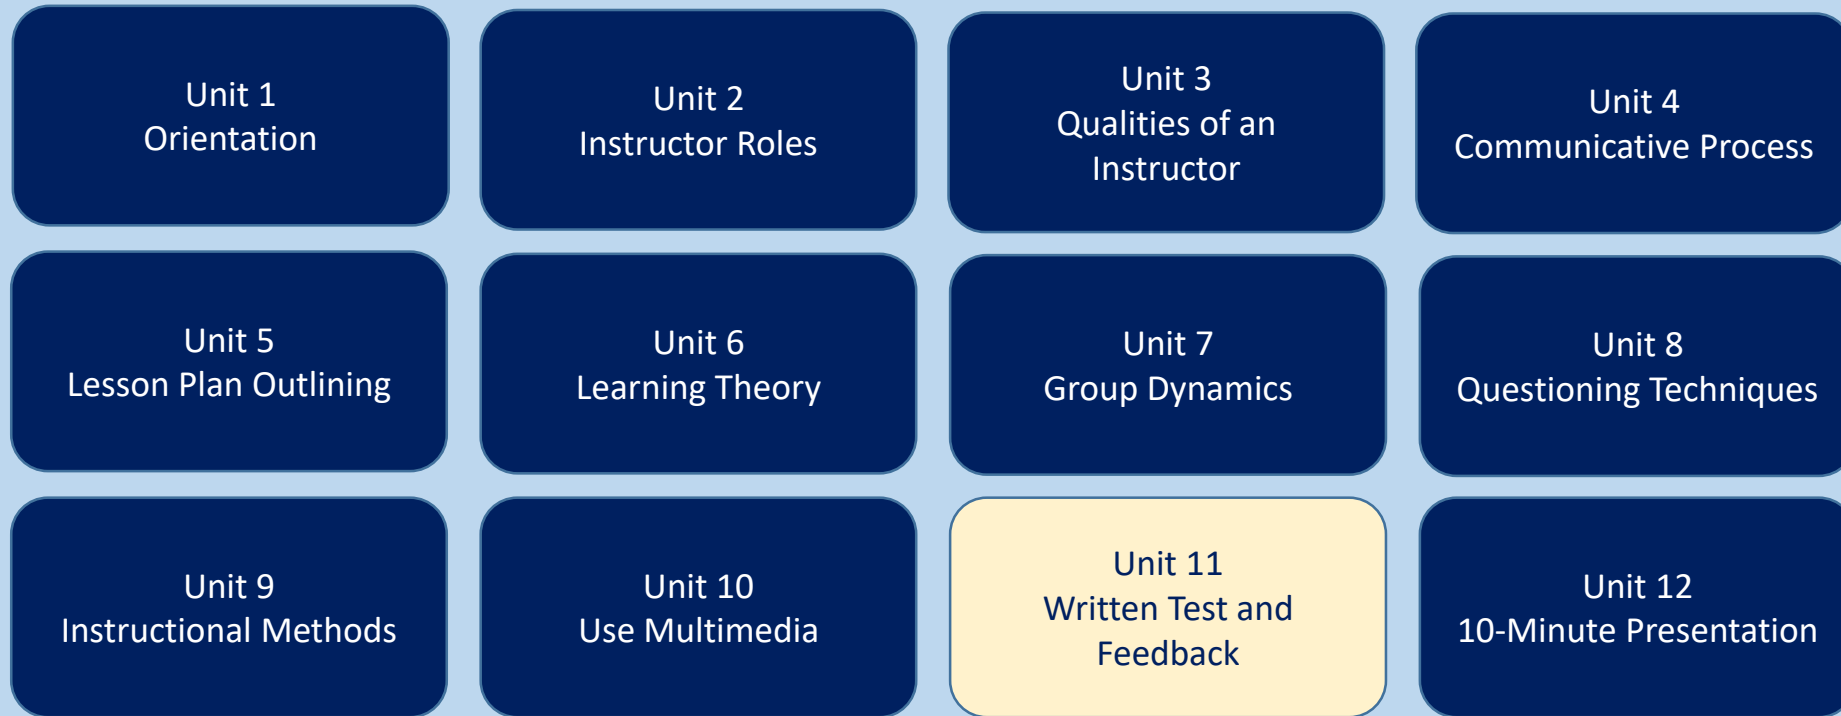 Unit 1
Orientation
Unit 2
Instructor Roles
Unit 3
Qualities of an
Instructor
Unit 4
Communicative Process
Unit 5
Lesson Plan Outlining
Unit 6
Learning Theory
Unit 7
Group Dynamics
Unit 8
Questioning Techniques
Unit 9
Instructional Methods
Unit 10
Use Multimedia
Unit 11
Written Test and
Feedback
Unit 12
10-Minute Presentation